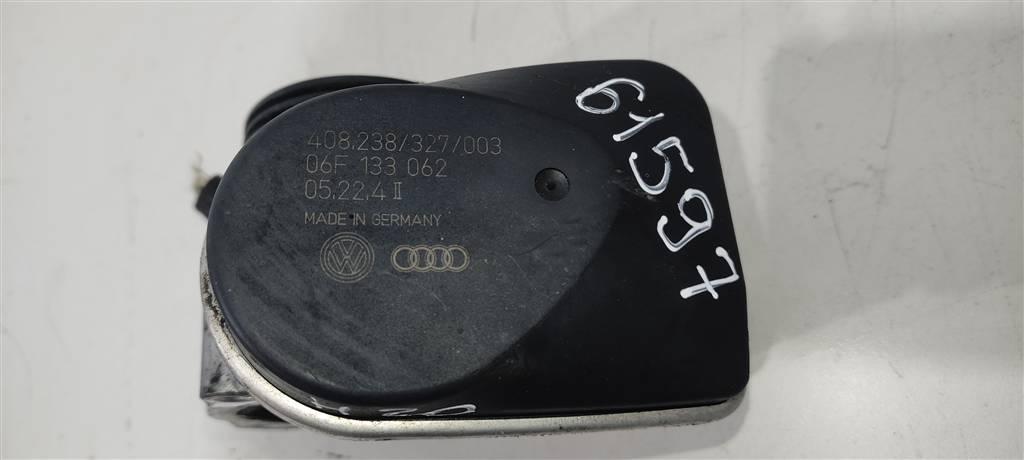 408.238/327/003
06F 133 062
05.22.4 II
MADE IN GERMANY
61597